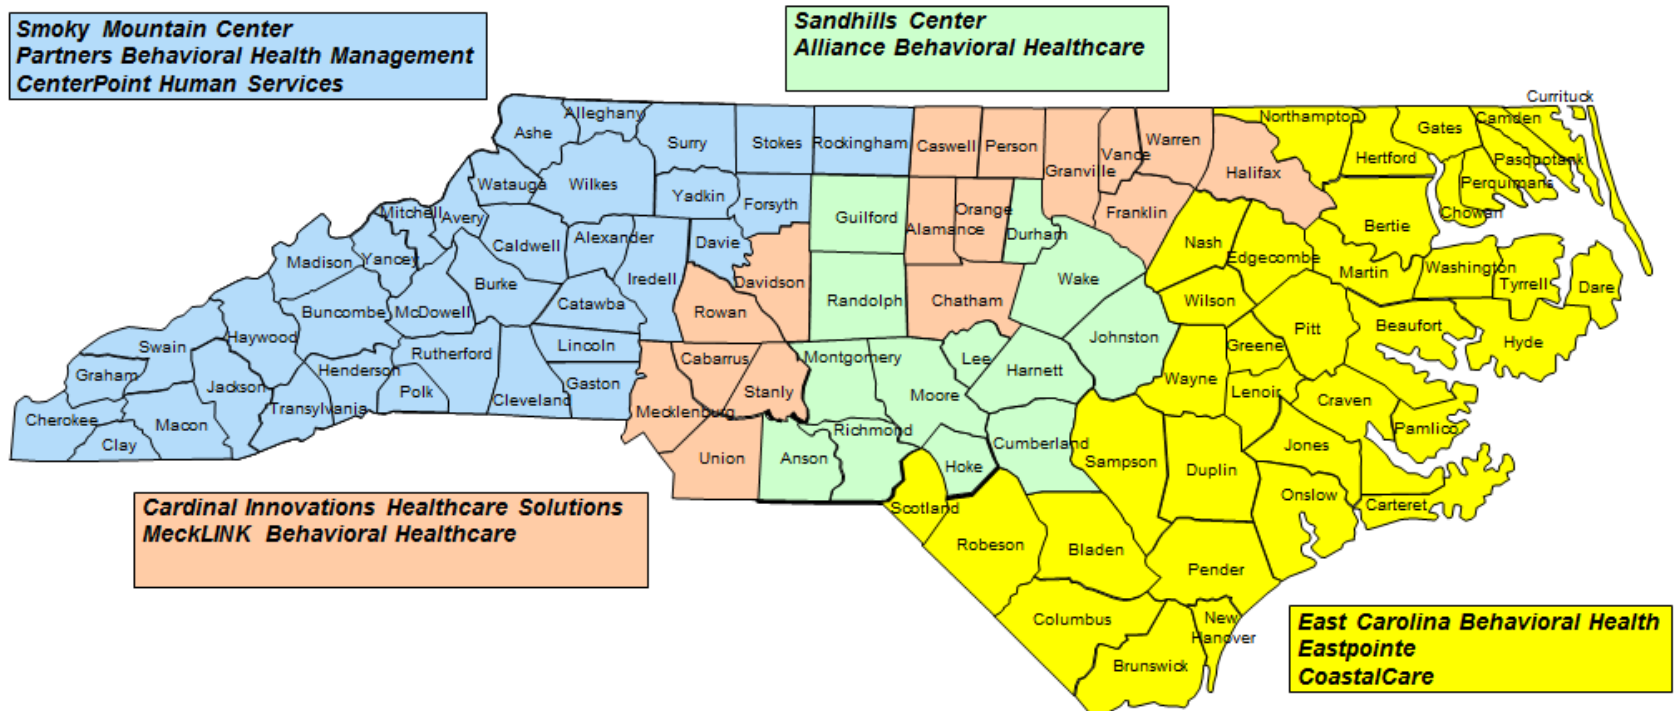 Smoky Mountain Center
Partners Behavioral Health Management
CenterPoint Human Services
Sandhills Center
Alliance Behavioral Healthcare
Currituck
Alleghany
Ashe
Surry
Stokes
Rockingham
Caswell
Person
Granville
Vance
Warren
Northampton
Gates
Camden
Pasquotank
Hertford
Halifax
Perquimans
Chowan
Watauga
Wilkes
Yadkin
Forsyth
Guilford
Alamance
Orange
Durham
Franklin
Bertie
Mitchell
Avery
Caldwell
Alexander
Davie
Nash
Edgecombe
Martin
Washington
Tyrrell
Dare
Madison
Yancey
Burke
Iredell
Davidson
Randolph
Chatham
Wake
Wilson
Buncombe
McDowell
Catawba
Rowan
Johnston
Greene
Pitt
Beaufort
Hyde
Swain
Haywood
Rutherford
Lincoln
Cabarrus
Montgomery
Lee
Harnett
Wayne
Graham
Jackson
Henderson
Polk
Cleveland
Gaston
Stanly
Moore
Lenoir
Craven
Cherokee
Macon
Transylvania
Mecklenburg
Richmond
Pamlico
Clay
Union
Anson
Hoke
Cumberland
Sampson
Duplin
Jones
Onslow
Carteret
Scotland
Robeson
Bladen
Pender
Columbus
New
Hanover
Brunswick
Cardinal Innovations Healthcare Solutions
MeckLINK Behavioral Healthcare
East Carolina Behavioral Health
Eastpointe
CoastalCare